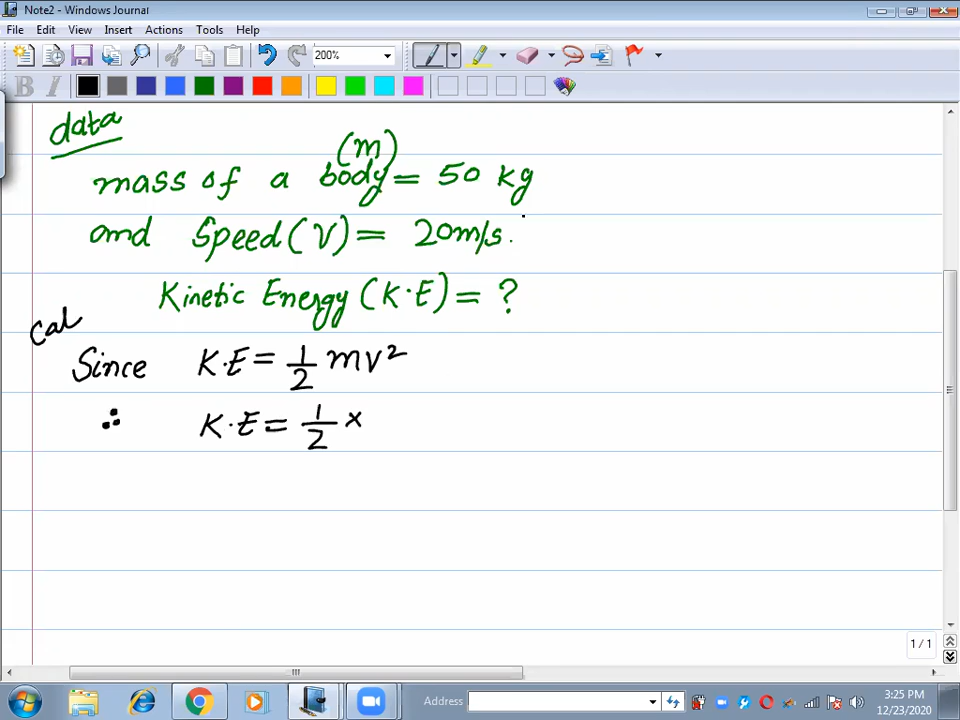 Note2 - Windows Journal
File Edit View Insert Actions Tools Help
200%
B I
data
(m)
mass of a body = 50 kg
and Speed (V) = 20m/s.
Kinetic Energy (K·E) = ?
Cal
Since K·E = 1/2 mv²
∴ K·E = 1/2 ×
1 / 1
Address
3:25 PM
12/23/2020